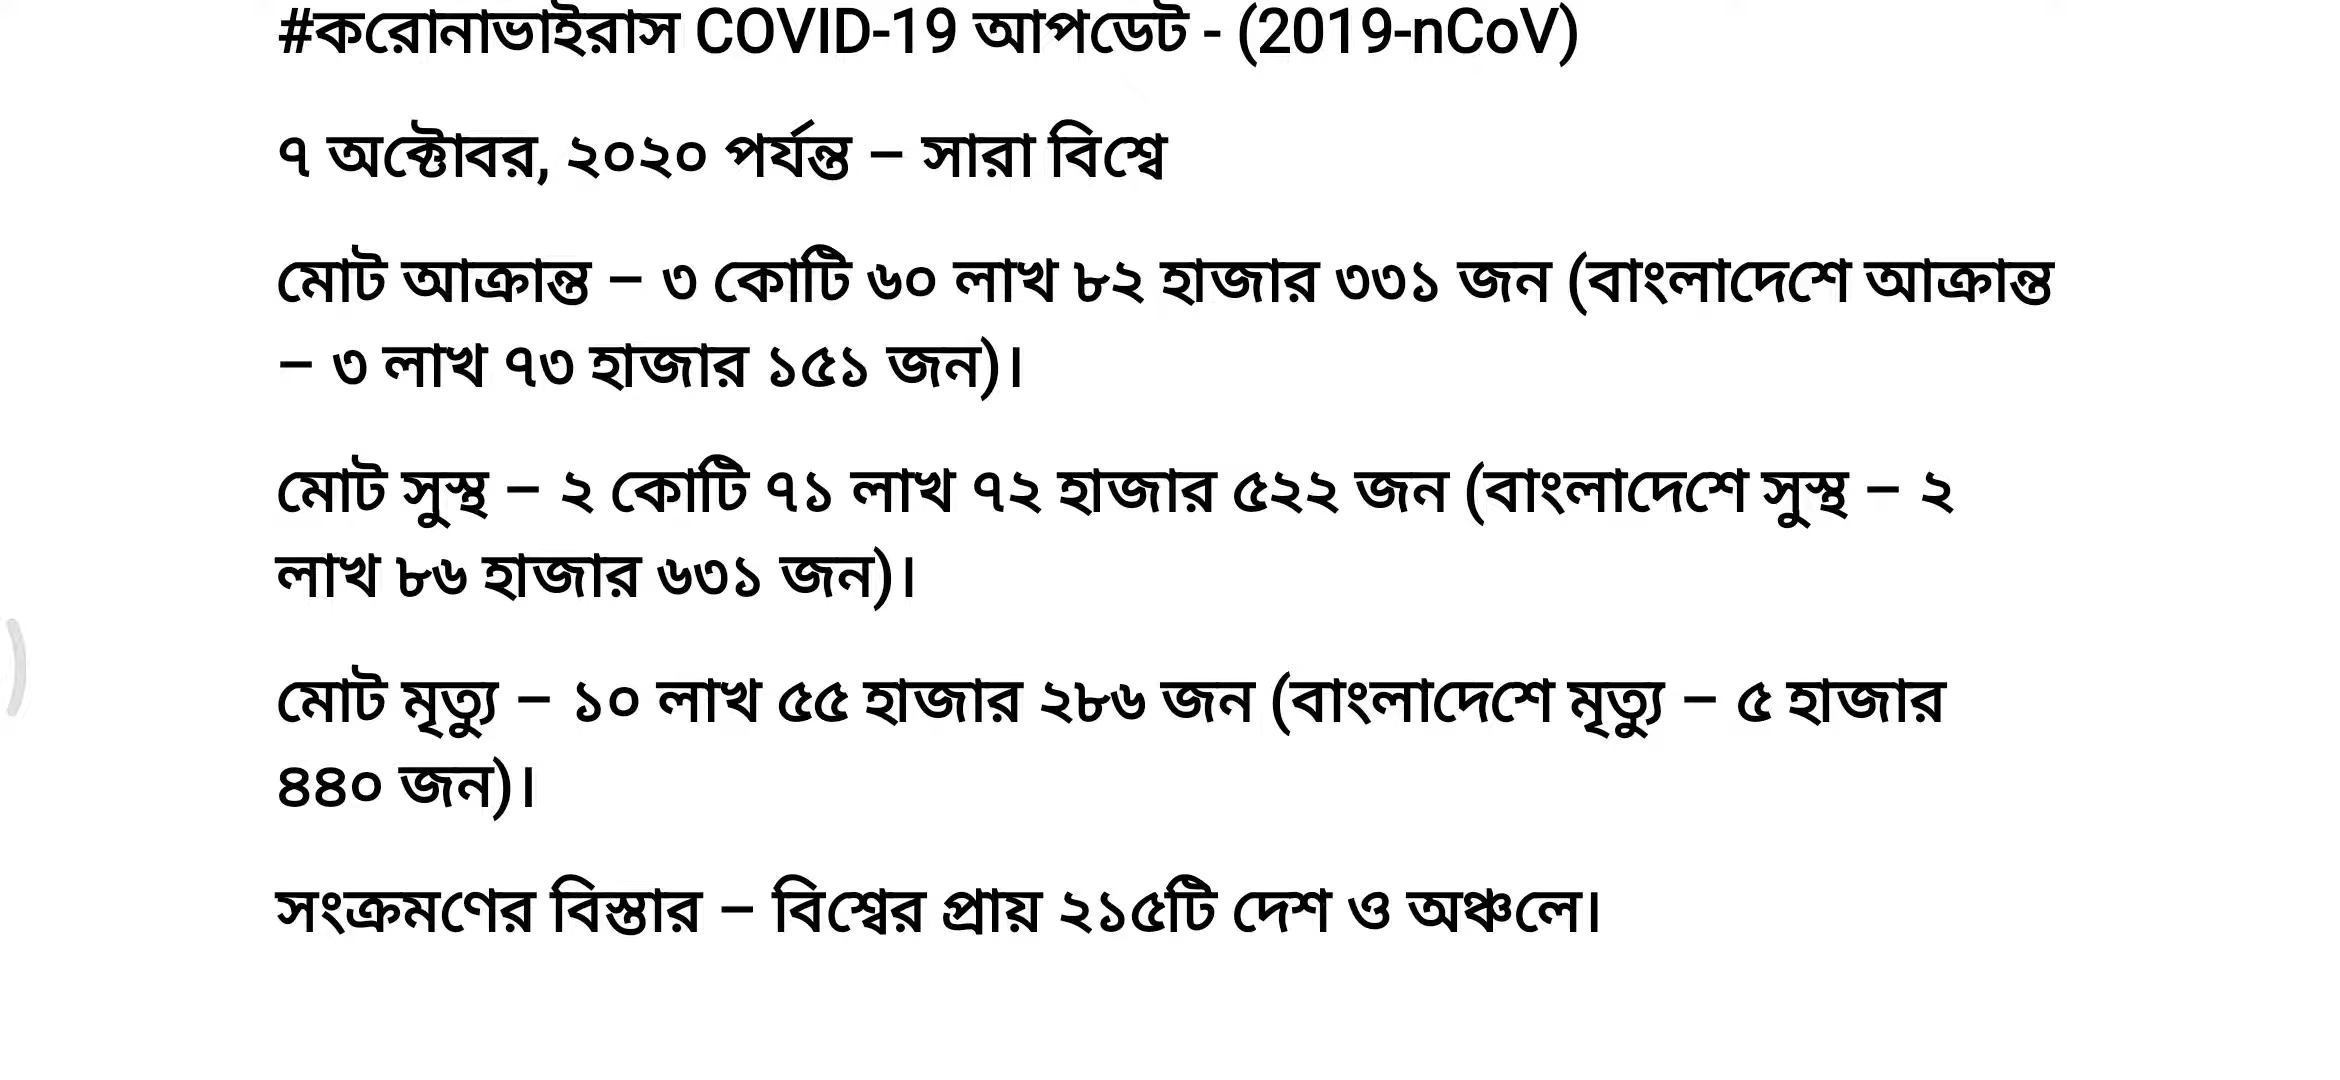 #করোনাভাইরাস COVID-19 আপডেট - (2019-nCoV)
৭ অক্টোবর, ২০২০ পর্যন্ত – সারা বিশ্বে
মোট আক্রান্ত – ৩ কোটি ৬০ লাখ ৮২ হাজার ৩৩১ জন (বাংলাদেশে আক্রান্ত
– ৩ লাখ ৭৩ হাজার ১৫১ জন)।
মোট সুস্থ – ২ কোটি ৭১ লাখ ৭২ হাজার ৫২২ জন (বাংলাদেশে সুস্থ – ২
লাখ ৮৬ হাজার ৬৩১ জন)।
মোট মৃত্যু – ১০ লাখ ৫৫ হাজার ২৮৬ জন (বাংলাদেশে মৃত্যু – ৫ হাজার
৪৪০ জন)।
সংক্রমণের বিস্তার – বিশ্বের প্রায় ২১৫টি দেশ ও অঞ্চলে।